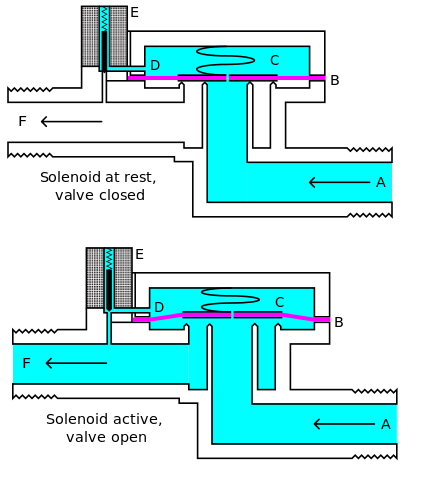 E
C
D
B
F
A
Solenoid at rest,
valve closed
E
C
D
B
F
A
Solenoid active,
valve open